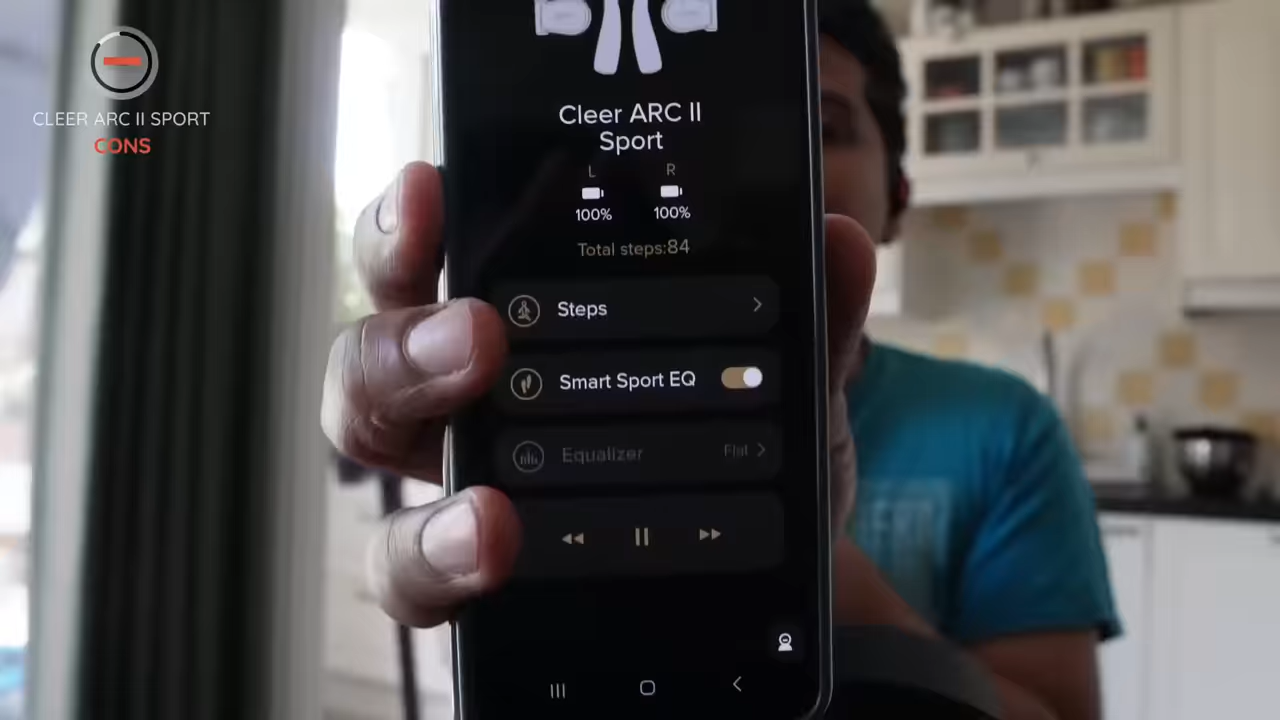 CLEER ARC II SPORT
CONS
Cleer ARC II
Sport
L R
100% 100%
Total steps:84
Steps
Smart Sport EQ
Equalizer Flat